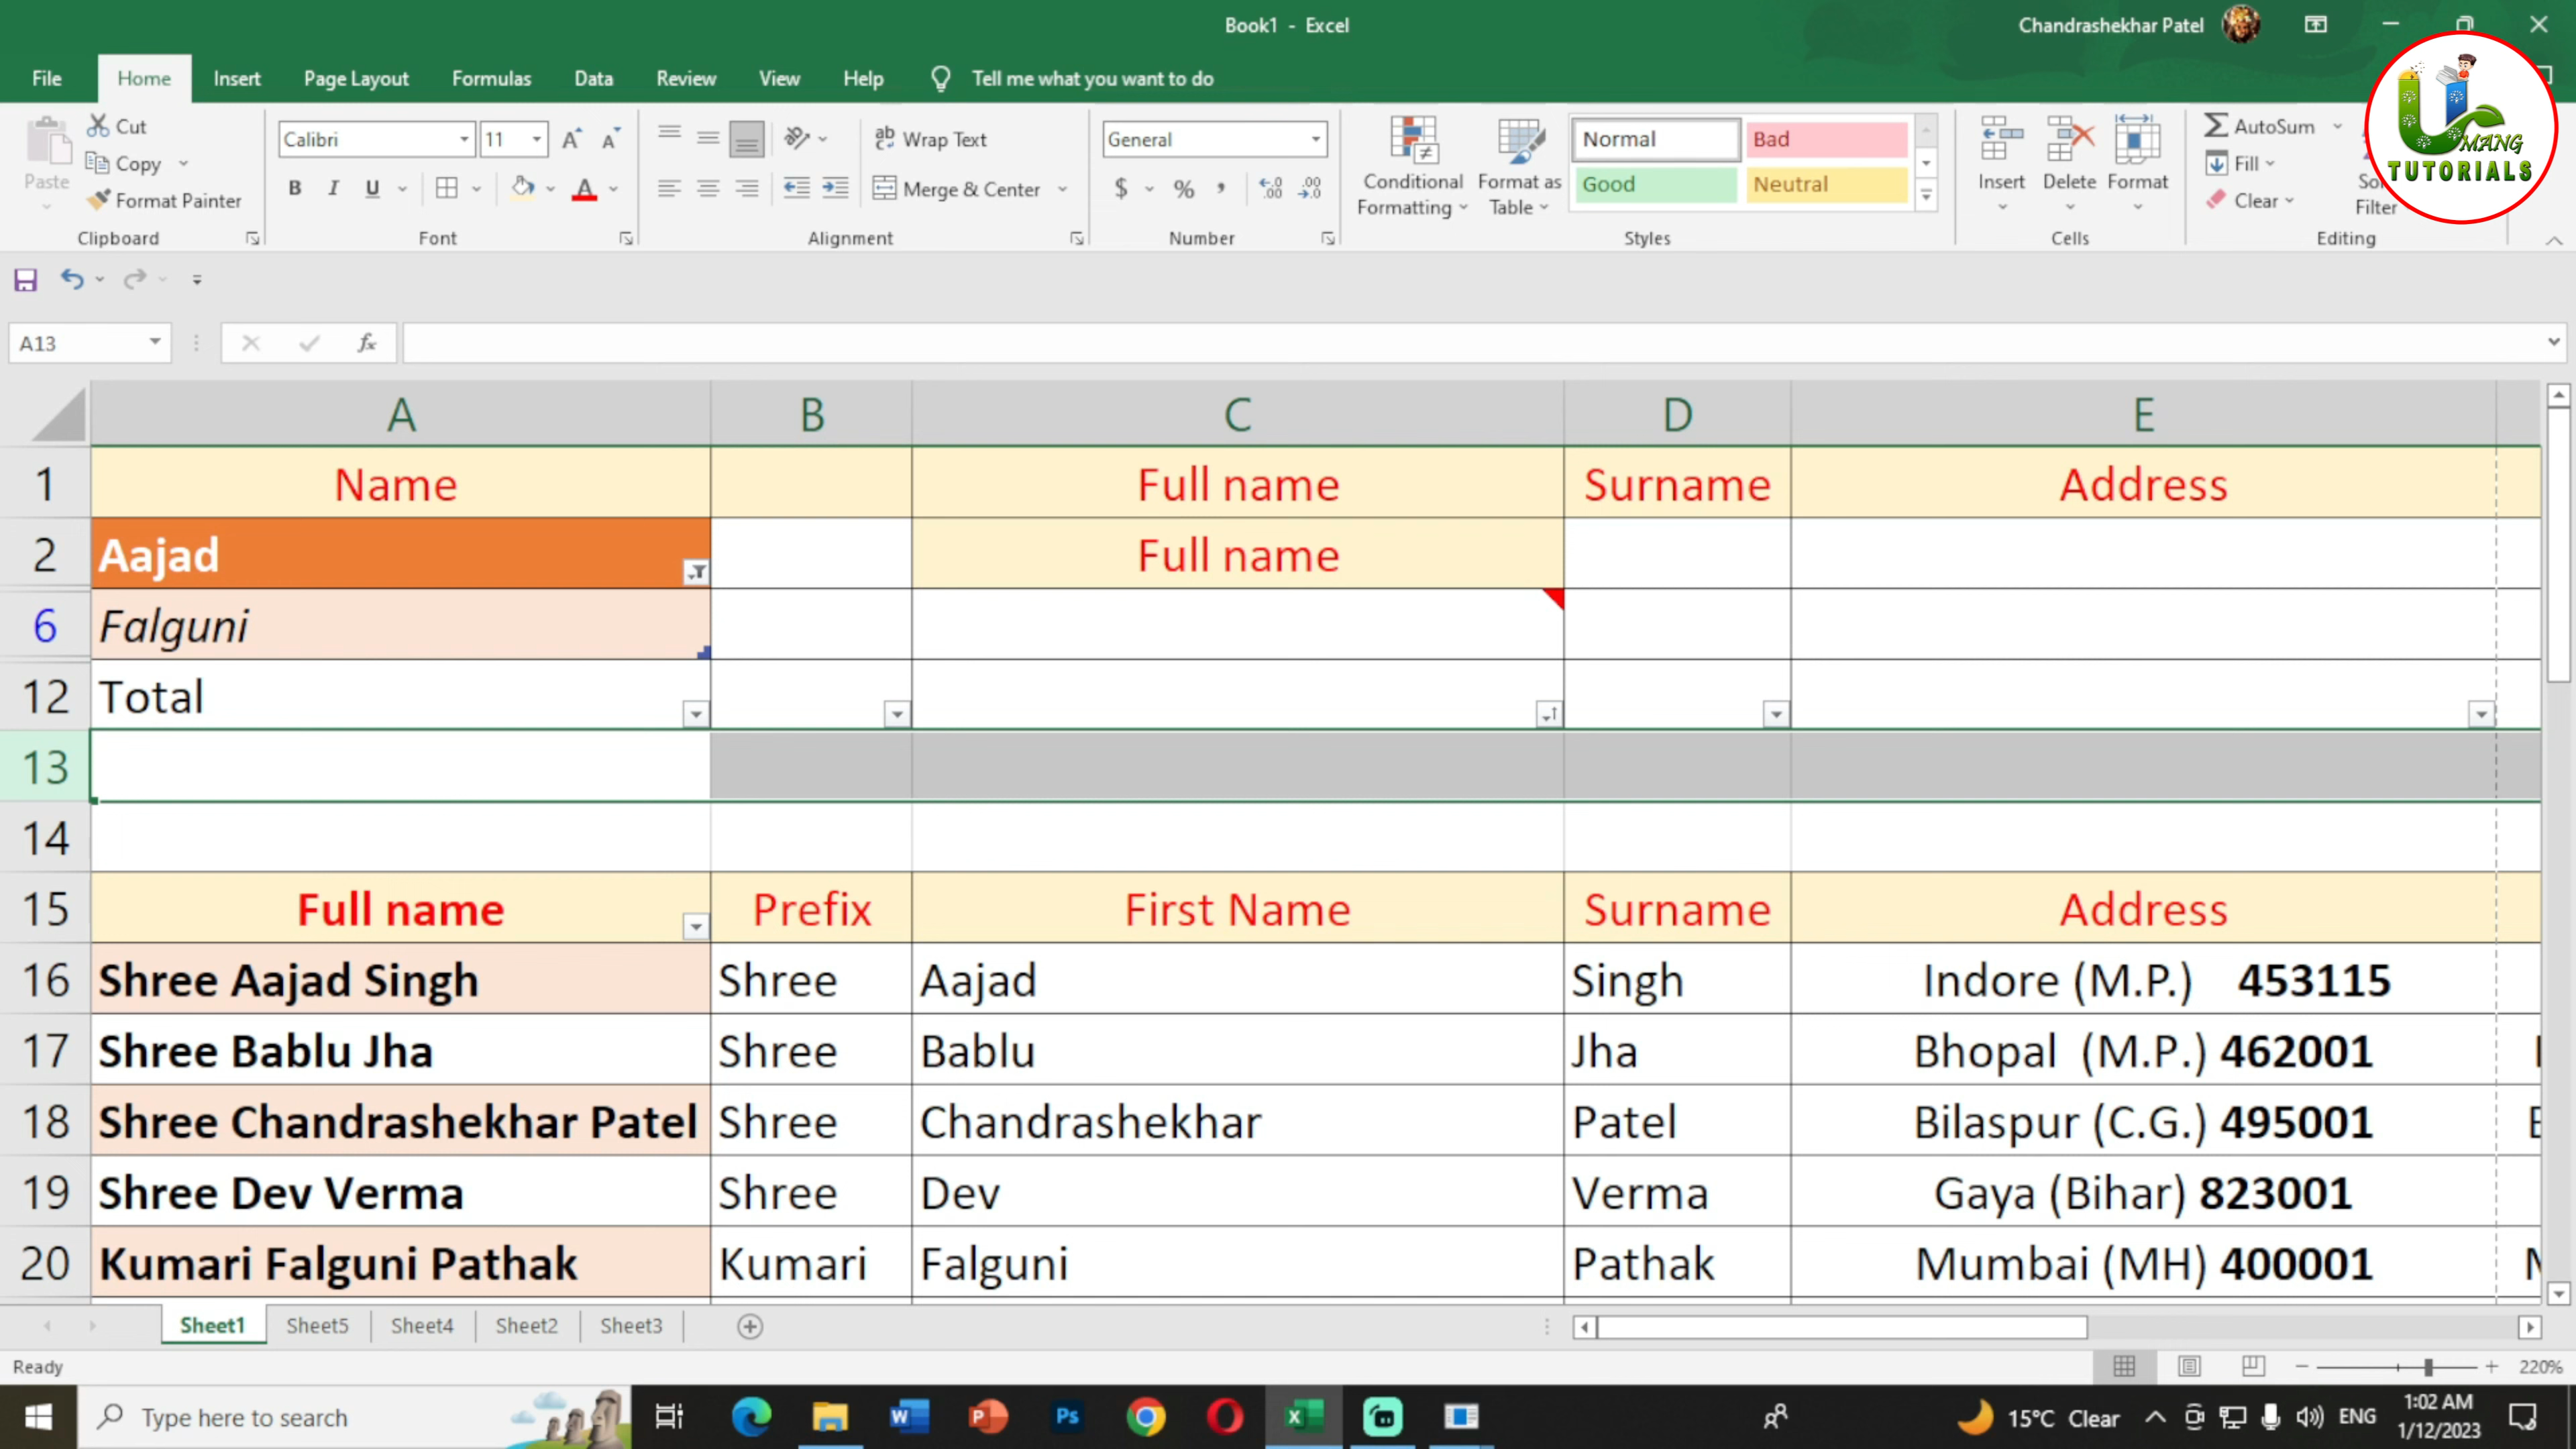 Book1 - Excel
Chandrashekhar Patel
File Home Insert Page Layout Formulas Data Review View Help Tell me what you want to do
UMANG
TUTORIALS
Paste
Cut
Copy
Format Painter
Clipboard
Calibri 11
B I U
Font
ab Wrap Text
Merge & Center
Alignment
General
$ % ,
Number
Conditional Formatting
Format as Table
Normal Bad
Good Neutral
Styles
Insert Delete Format
Cells
AutoSum
Fill
Clear
Filter
Editing
A13
fx
A B C D E
1 Name Full name Surname Address
2 Aajad Full name
6 Falguni
12 Total
13
14
15 Full name Prefix First Name Surname Address
16 Shree Aajad Singh Shree Aajad Singh Indore (M.P.) 453115
17 Shree Bablu Jha Shree Bablu Jha Bhopal (M.P.) 462001
18 Shree Chandrashekhar Patel Shree Chandrashekhar Patel Bilaspur (C.G.) 495001
19 Shree Dev Verma Shree Dev Verma Gaya (Bihar) 823001
20 Kumari Falguni Pathak Kumari Falguni Pathak Mumbai (MH) 400001
Sheet1 Sheet5 Sheet4 Sheet2 Sheet3
Ready
220%
Type here to search
Ps
15°C Clear
ENG
1:02 AM
1/12/2023